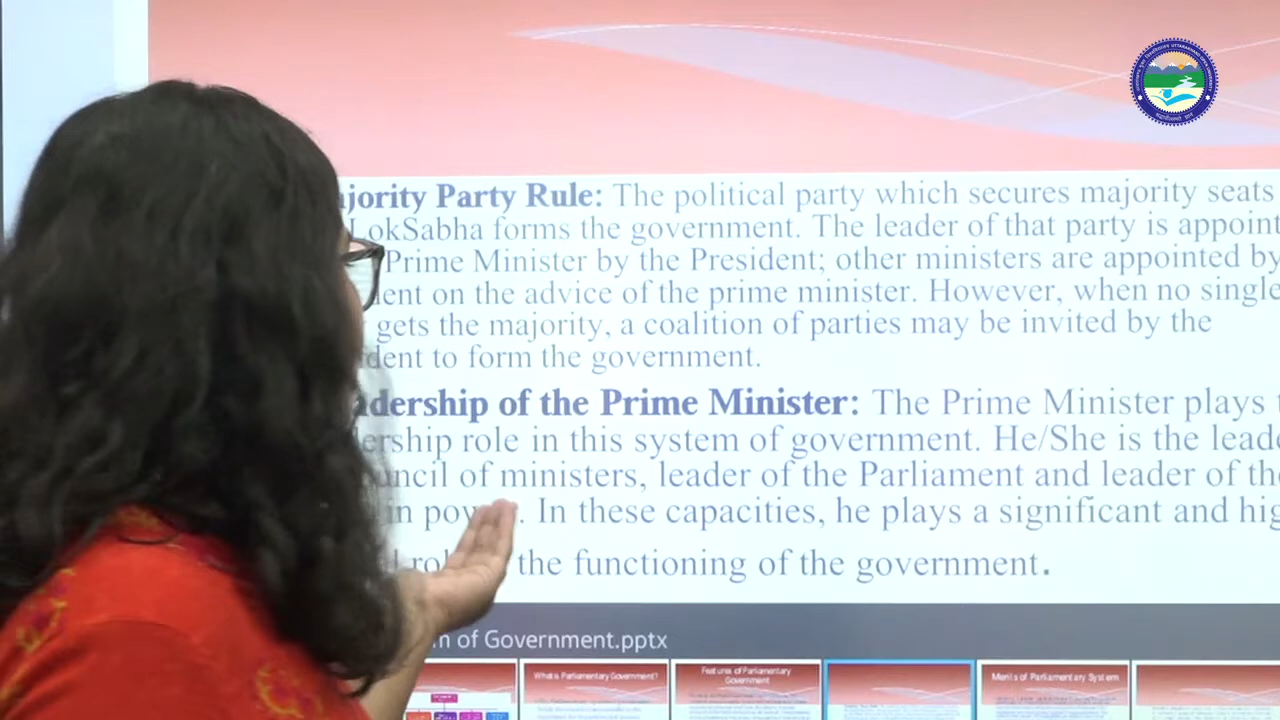 jority Party Rule: The political party which secures majority seats
LokSabha forms the government. The leader of that party is appoint
Prime Minister by the President; other ministers are appointed by
dent on the advice of the prime minister. However, when no single
gets the majority, a coalition of parties may be invited by the
dent to form the government.
adership of the Prime Minister: The Prime Minister plays
ership role in this system of government. He/She is the lead
uncil of ministers, leader of the Parliament and leader of the
in pow . In these capacities, he plays a significant and hig
rol the functioning of the government.
n of Government.pptx
What is Parliamentary Government?
Features of Parliamentary
Government
Merits of Parliamentary System